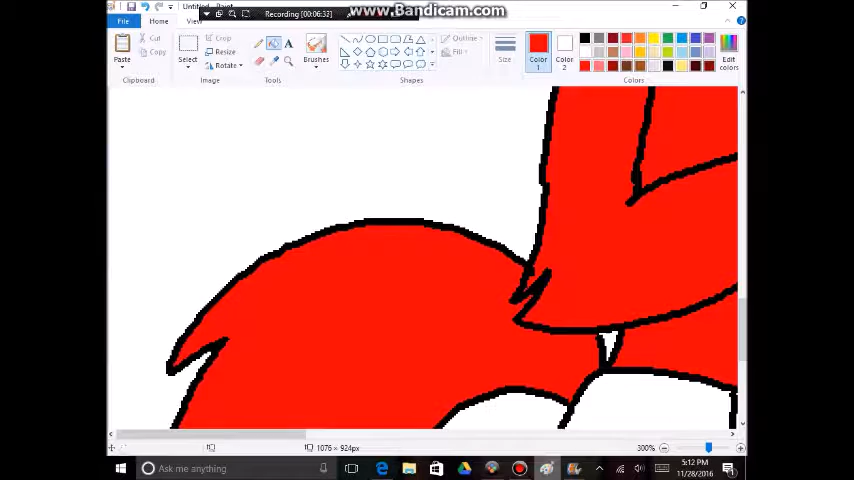 Untitled - Paint
Recording [00:06:32]
www.Bandicam.com
File
Home
View
Paste
Cut
Copy
Clipboard
Select
Crop
Resize
Rotate
Image
A
Tools
Brushes
Outline
Fill
Shapes
Size
Color 1
Color 2
Edit colors
Colors
1076 × 924px
300%
Ask me anything
5:12 PM
11/28/2016